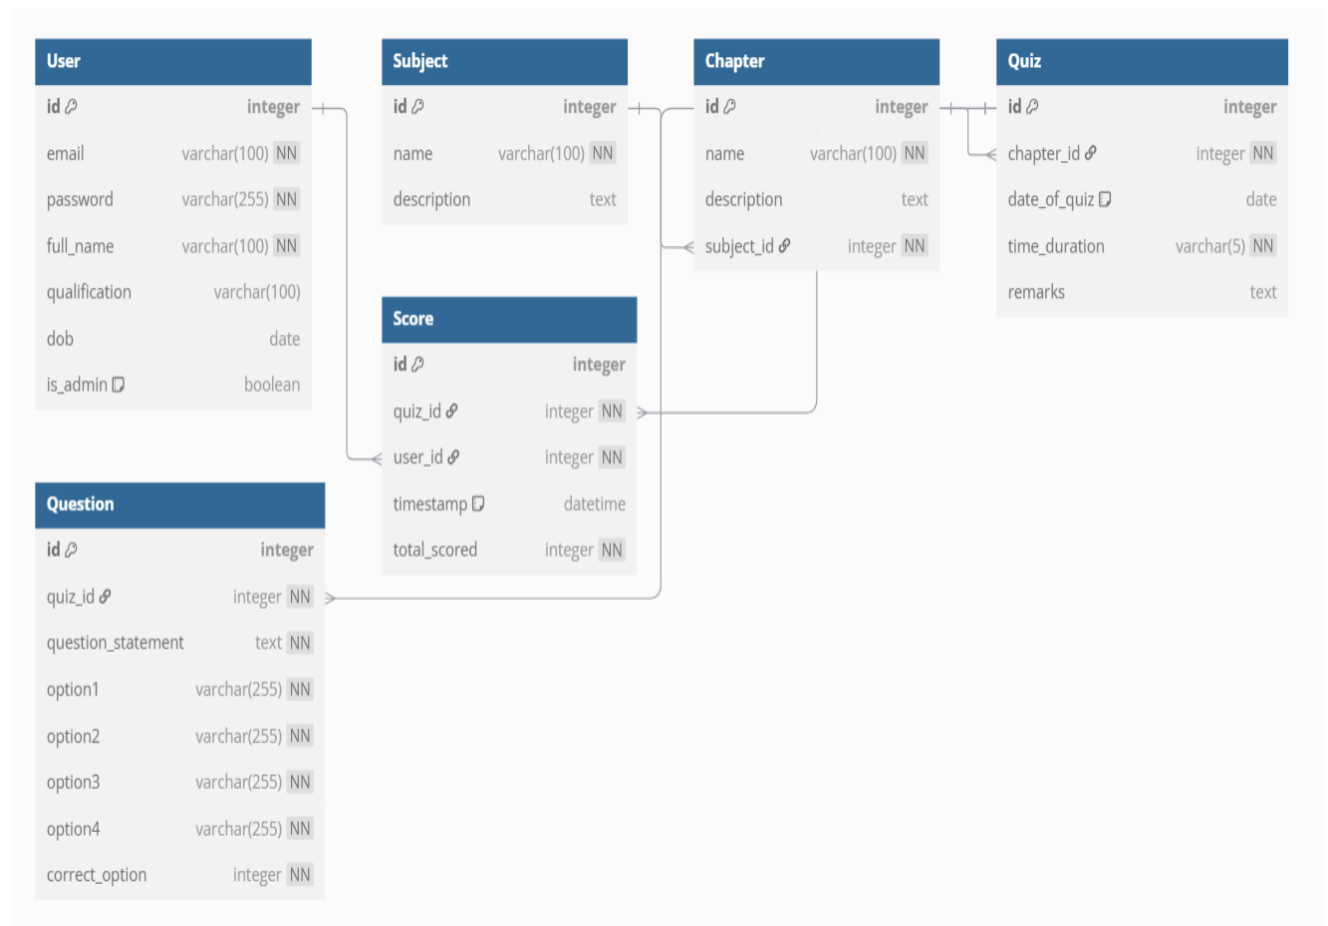 User
id integer
email varchar(100) NN
password varchar(255) NN
full_name varchar(100) NN
qualification varchar(100)
dob date
is_admin boolean
Subject
id integer
name varchar(100) NN
description text
Chapter
id integer
name varchar(100) NN
description text
subject_id integer NN
Quiz
id integer
chapter_id integer NN
date_of_quiz date
time_duration varchar(5) NN
remarks text
Score
id integer
quiz_id integer NN
user_id integer NN
timestamp datetime
total_scored integer NN
Question
id integer
quiz_id integer NN
question_statement text NN
option1 varchar(255) NN
option2 varchar(255) NN
option3 varchar(255) NN
option4 varchar(255) NN
correct_option integer NN